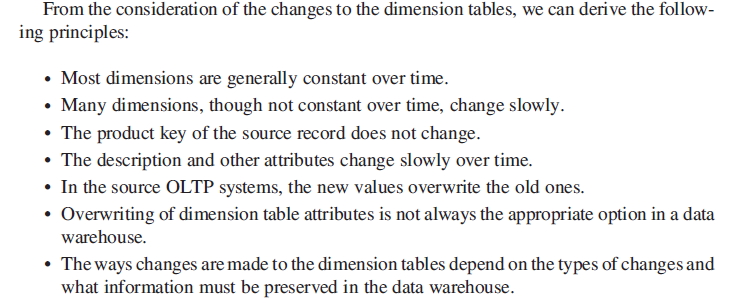 From the consideration of the changes to the dimension tables, we can derive the follow-
ing principles:
• Most dimensions are generally constant over time.
• Many dimensions, though not constant over time, change slowly.
• The product key of the source record does not change.
• The description and other attributes change slowly over time.
• In the source OLTP systems, the new values overwrite the old ones.
• Overwriting of dimension table attributes is not always the appropriate option in a data
warehouse.
• The ways changes are made to the dimension tables depend on the types of changes and
what information must be preserved in the data warehouse.